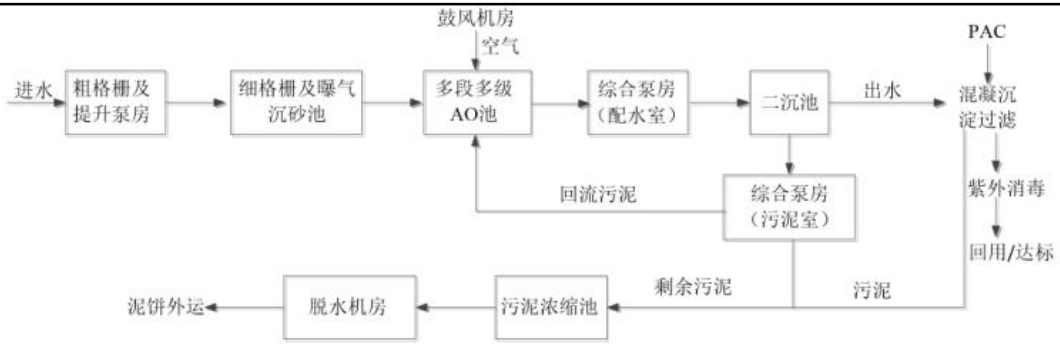 鼓风机房
空气
PAC
进水
粗格栅及
提升泵房
细格栅及曝气
沉砂池
多段多级
AO池
综合泵房
（配水室）
二沉池
出水
混凝沉
淀过滤
回流污泥
综合泵房
（污泥室）
紫外消毒
回用/达标
剩余污泥
污泥
泥饼外运
脱水机房
污泥浓缩池